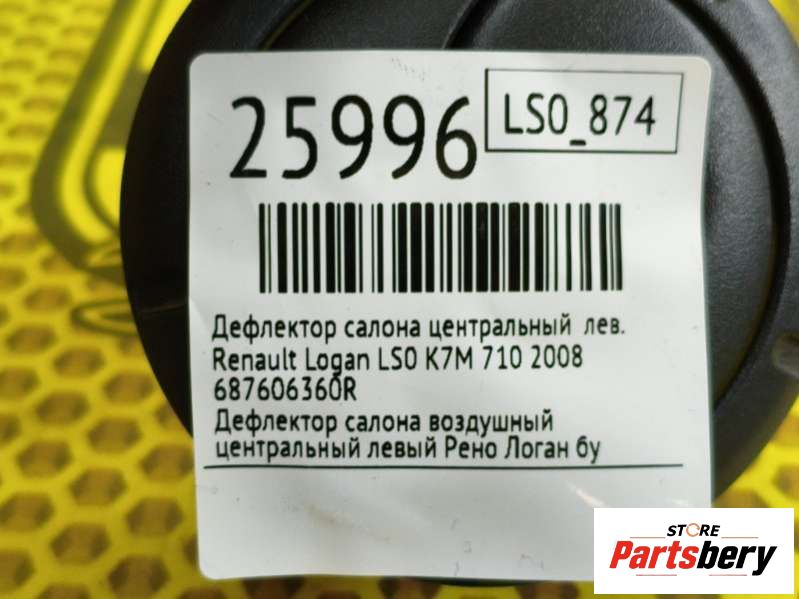 25996
LS0_874
Дефлектор салона центральный лев.
Renault Logan LS0 K7M 710 2008
687606360R
Дефлектор салона воздушный
центральный левый Рено Логан бу
STORE
Partsbery